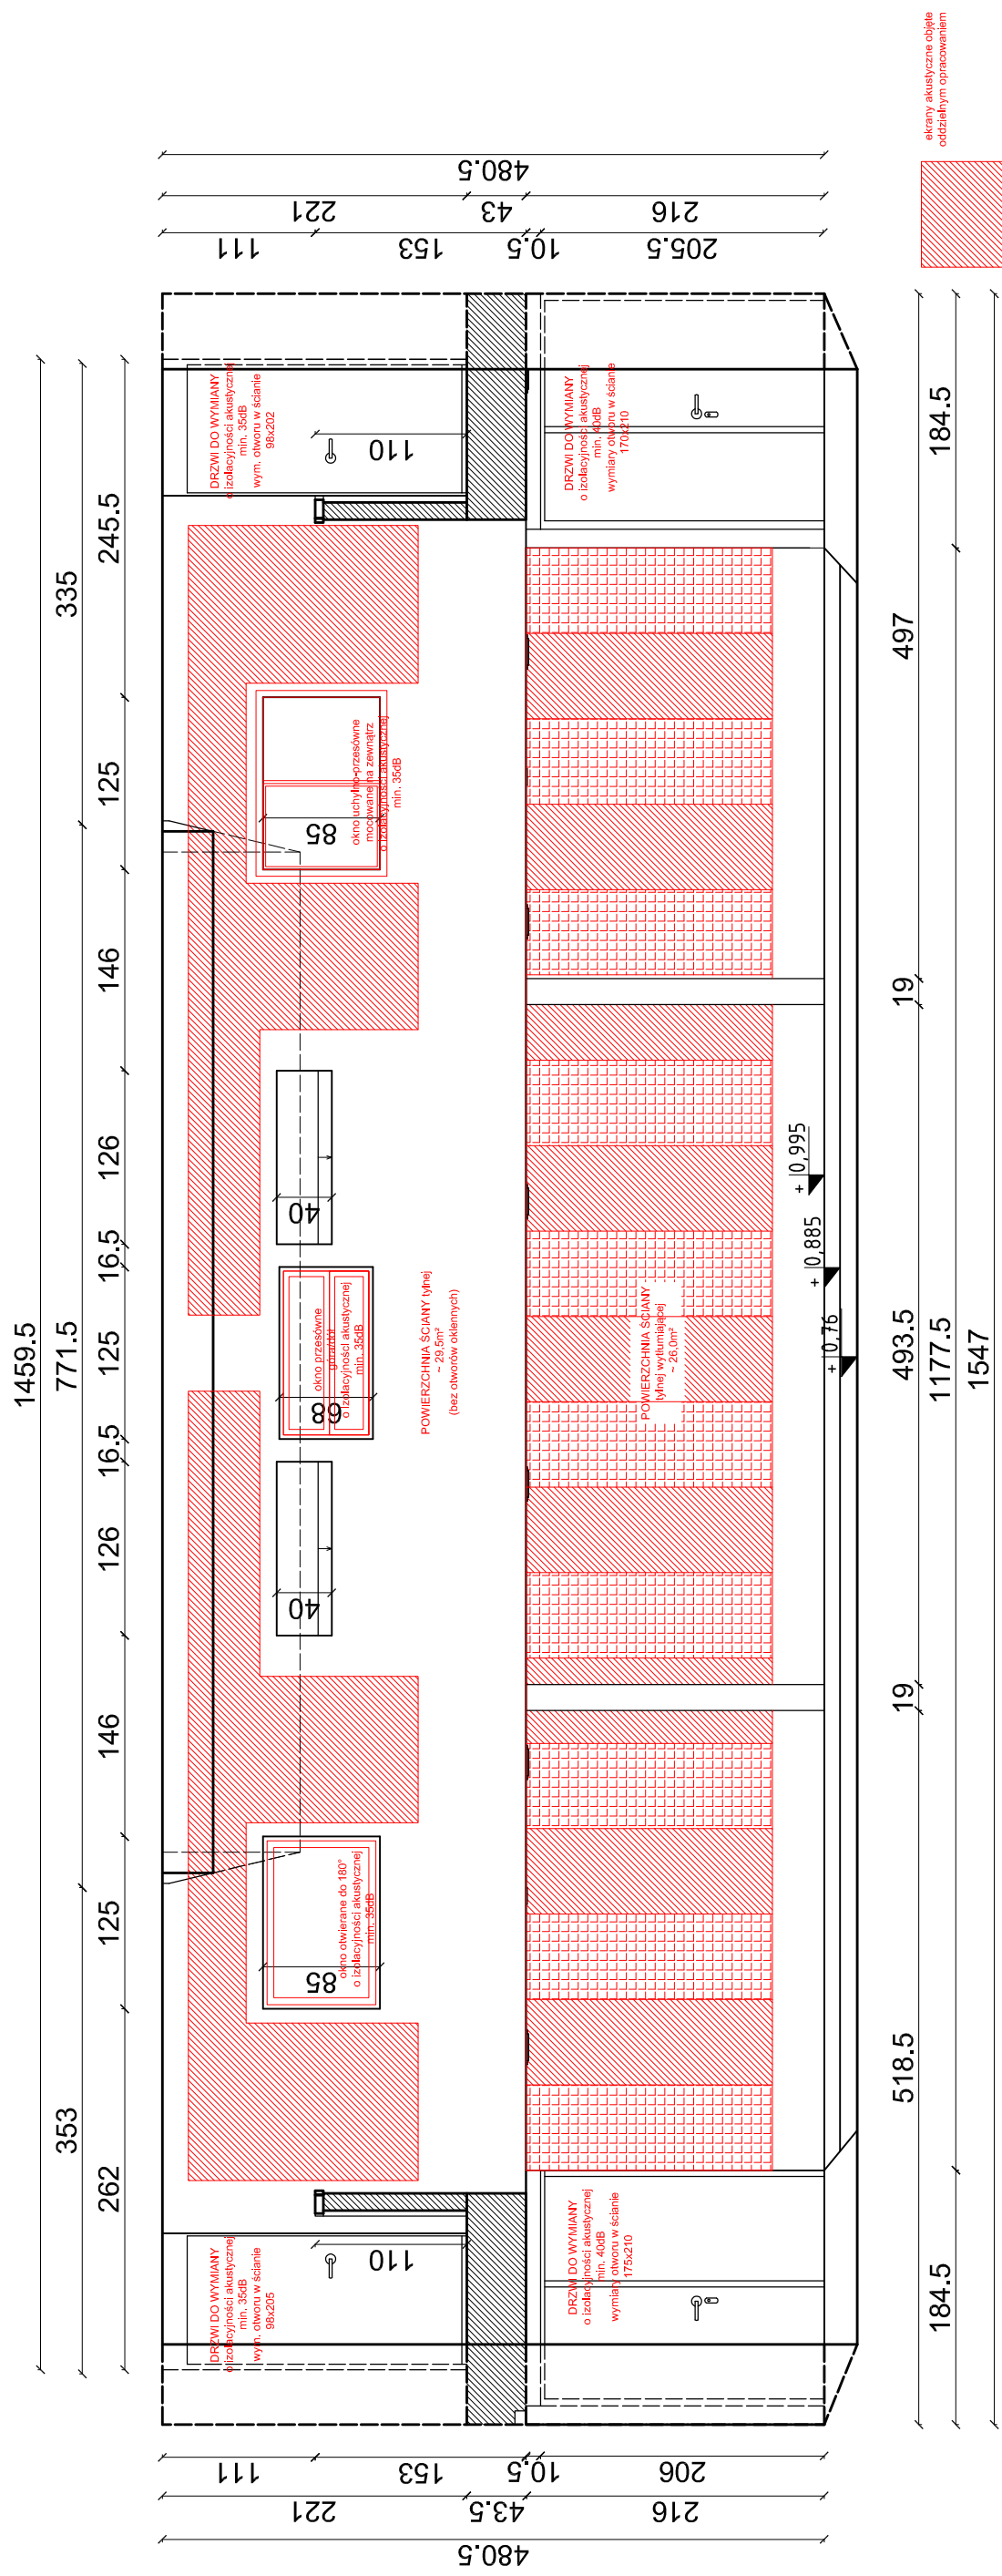 1459.5
353
771.5
335
262
125
146
126
16.5
125
16.5
126
146
125
245.5
480.5
221
43.5
216
111
153
10.5
206
DRZWI DO WYMIANY
o izolacyjności akustycznej
min. 35dB
wym. otworu w ścianie
98x205
110
85
okno otwierane do 180°
o izolacyjności akustycznej
min. 35dB
40
okno przesówne
góra/dół
o izolacyjności akustycznej
min. 35dB
68
40
85
okno uchylno-przesówne
mocowane na zewnątrz
o izolacyjności akustycznej
min. 35dB
DRZWI DO WYMIANY
o izolacyjności akustycznej
min. 35dB
wym. otworu w ścianie
98x202
110
POWIERZCHNIA ŚCIANY tylnej
~ 29,5m²
(bez otworów okiennych)
DRZWI DO WYMIANY
o izolacyjności akustycznej
min. 40dB
wymiary otworu w ścianie
175x210
POWIERZCHNIA ŚCIANY
tylnej wytłumiającej
~ 26,0m²
DRZWI DO WYMIANY
o izolacyjności akustycznej
min. 40dB
wymiary otworu w ścianie
170x210
+ 0,76
+ 0,885
+ 0,995
480.5
221
43
216
111
153
10.5
205.5
518.5
19
493.5
19
497
184.5
1177.5
184.5
1547
ekrany akustyczne objęte
oddzielnym opracowaniem